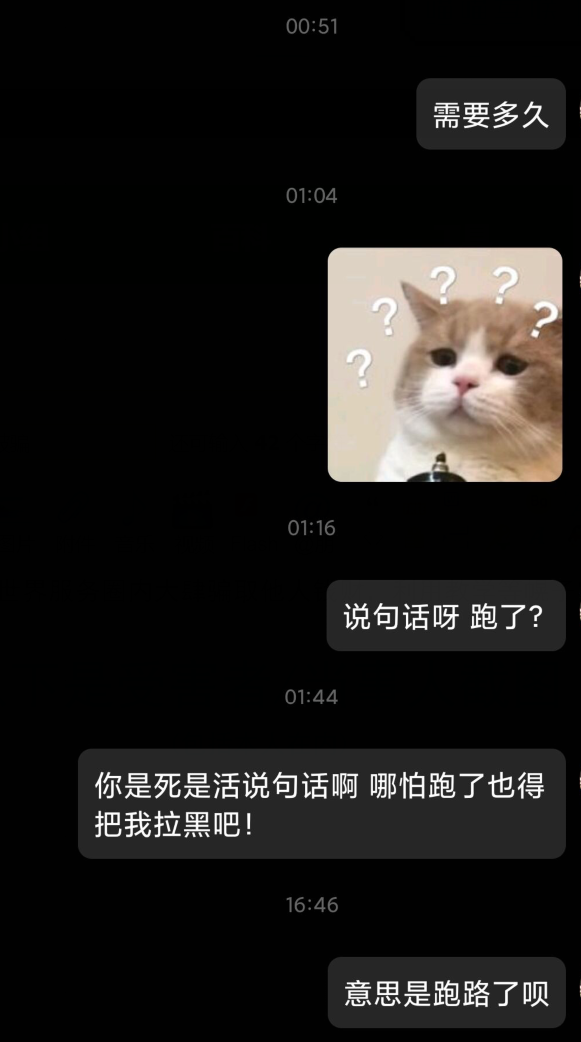 00:51
需要多久
01:04
? ? ? ? ?
01:16
说句话呀 跑了?
01:44
你是死是活说句话啊 哪怕跑了也得
把我拉黑吧!
16:46
意思是跑路了呗